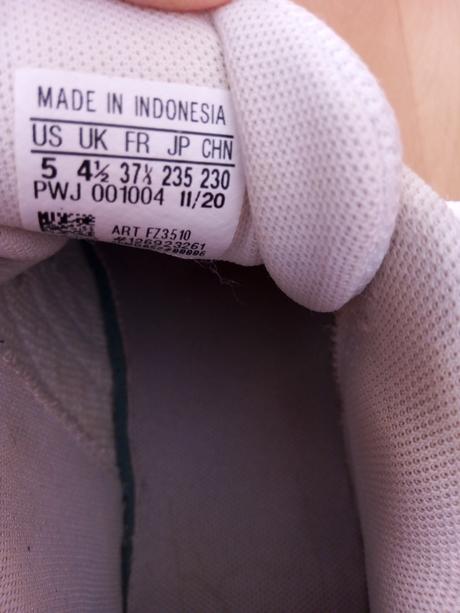 MADE IN INDONESIA
US UK FR JP CHN
5 4½ 37⅓ 235 230
PWJ 001004 11/20
ART FZ3510